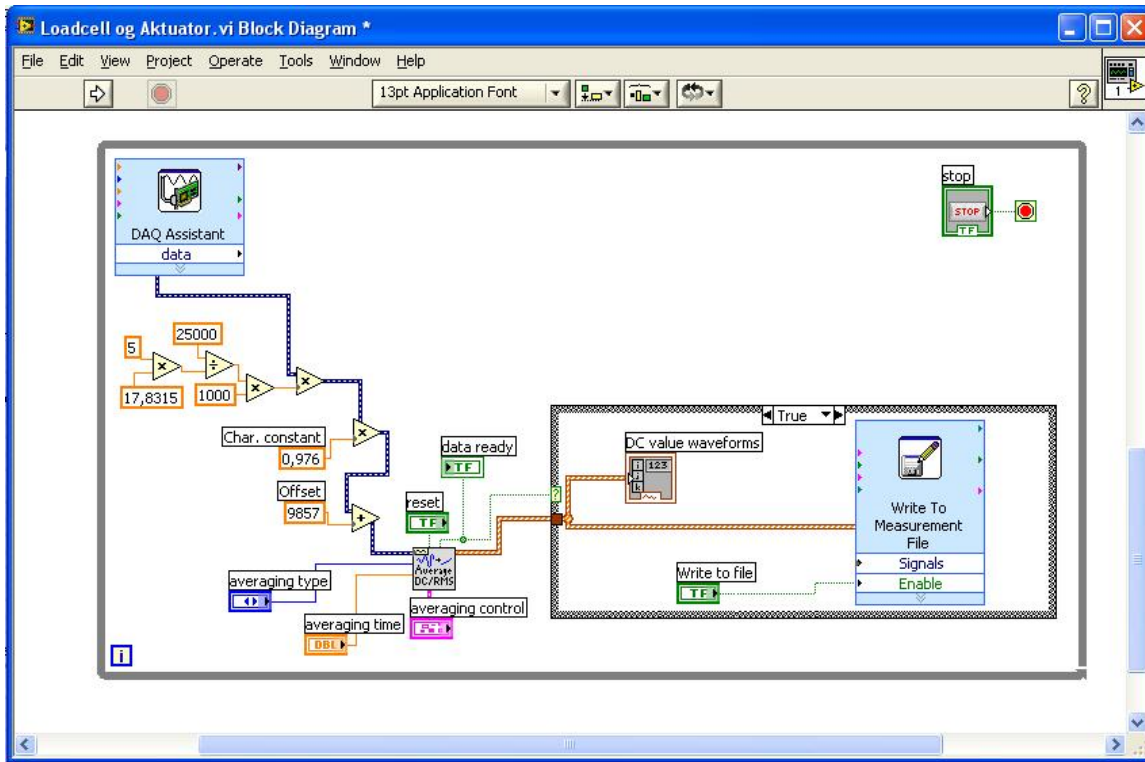 Loadcell og Aktuator.vi Block Diagram *
File Edit View Project Operate Tools Window Help
13pt Application Font
?
1
DAQ Assistant
data
stop
STOP
TF
25000
5
17,8315
1000
Char. constant
0,976
Offset
9857
data ready
TF
reset
TF
Average
DC/RMS
averaging type
averaging time
DBL
averaging control
i
True
?
DC value waveforms
i 123
j
k
Write To
Measurement
File
Signals
Enable
Write to file
TF